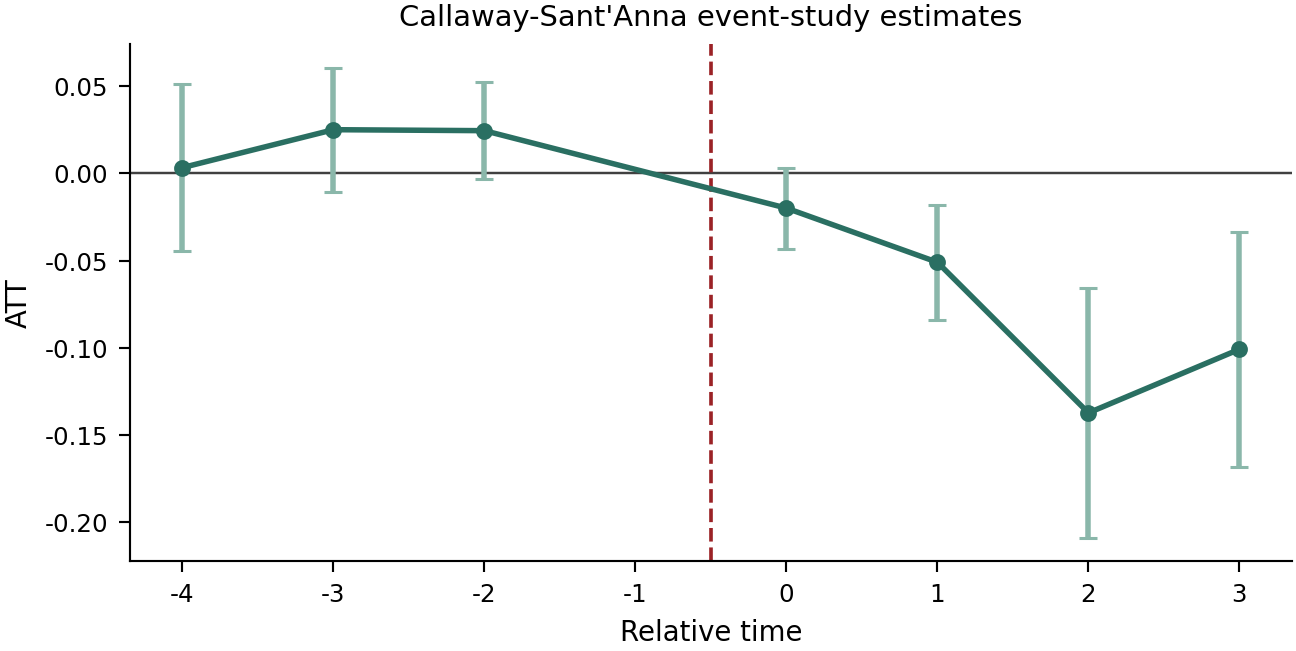 Callaway-Sant'Anna event-study estimates
ATT
0.05
0.00
-0.05
-0.10
-0.15
-0.20
-4 -3 -2 -1 0 1 2 3
Relative time